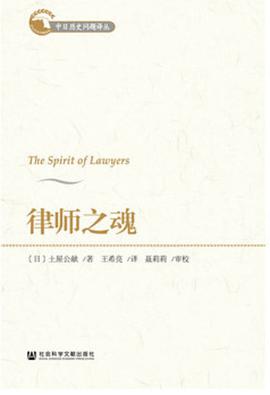 中日历史问题译丛
The Spirit of Lawyers
律师之魂
〔日〕土屋公献 /著 王希亮 /译 聂莉莉 /审校
社会科学文献出版社